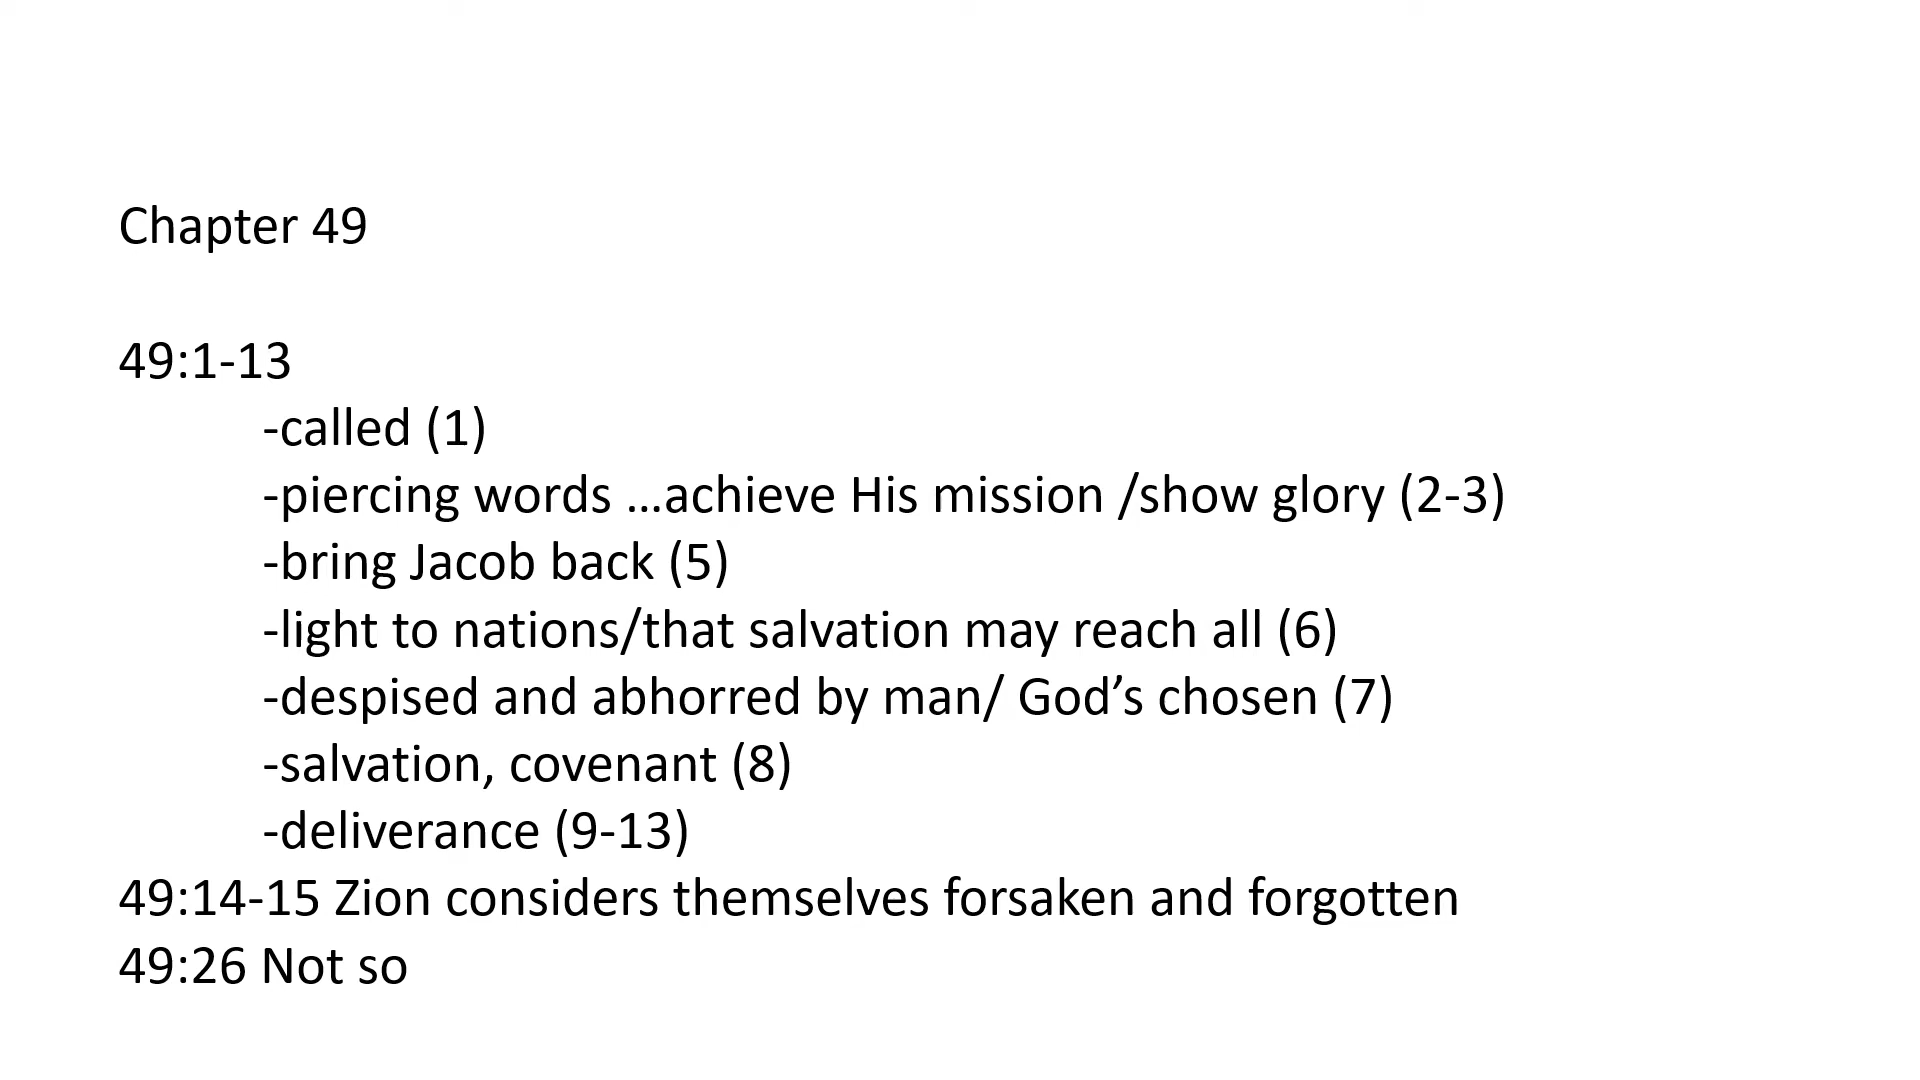 Chapter 49
49:1-13
-called (1)
-piercing words …achieve His mission /show glory (2-3)
-bring Jacob back (5)
-light to nations/that salvation may reach all (6)
-despised and abhorred by man/ God’s chosen (7)
-salvation, covenant (8)
-deliverance (9-13)
49:14-15 Zion considers themselves forsaken and forgotten
49:26 Not so